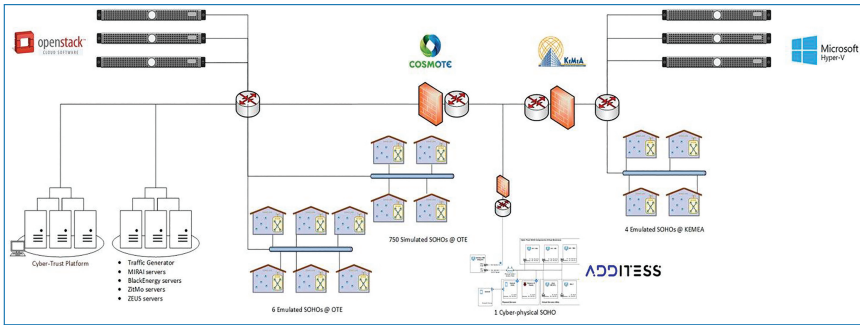 openstack
CLOUD SOFTWARE
COSMOTE
KEMEA
Microsoft
Hyper-V
Cyber-Trust Platform
• Traffic Generator
• MIRAI servers
• BlackEnergy servers
• ZitMo servers
• ZEUS servers
750 Simulated SOHOs @ OTE
6 Emulated SOHOs @ OTE
4 Emulated SOHOs @ KEMEA
ADDITESS
1 Cyber-physical SOHO